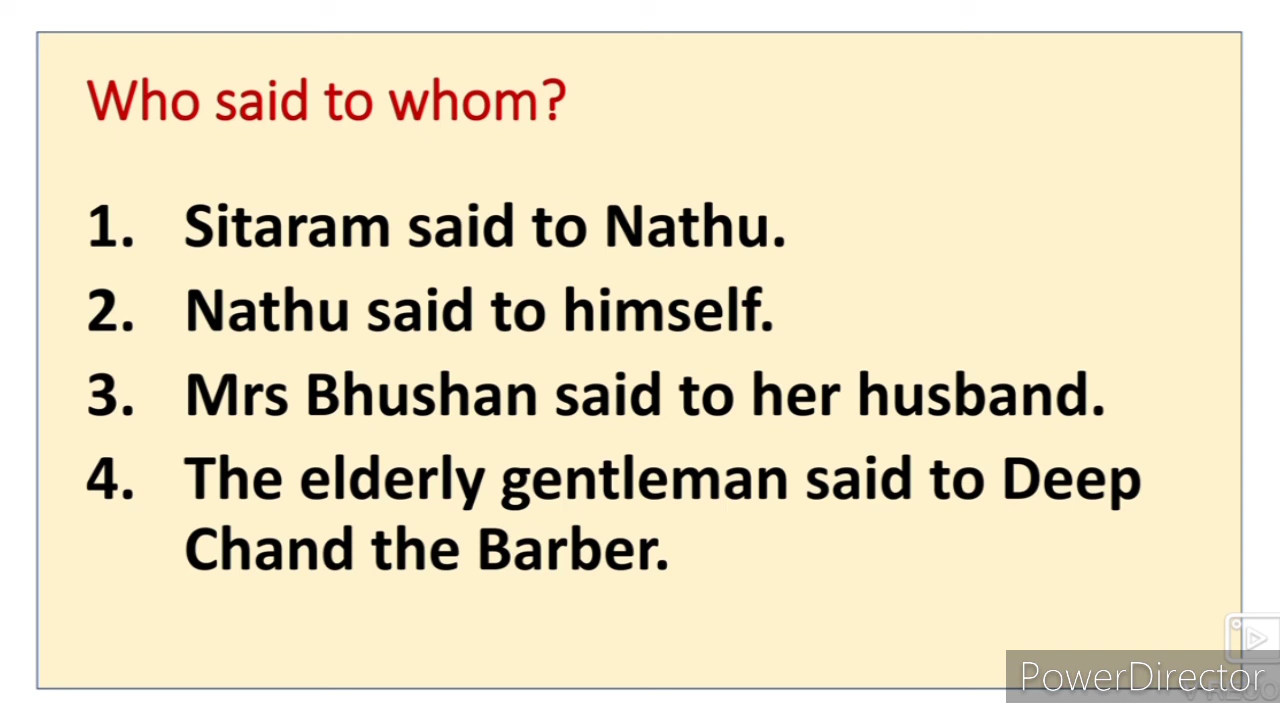 Who said to whom?
1. Sitaram said to Nathu.
2. Nathu said to himself.
3. Mrs Bhushan said to her husband.
4. The elderly gentleman said to Deep
Chand the Barber.
PowerDirector